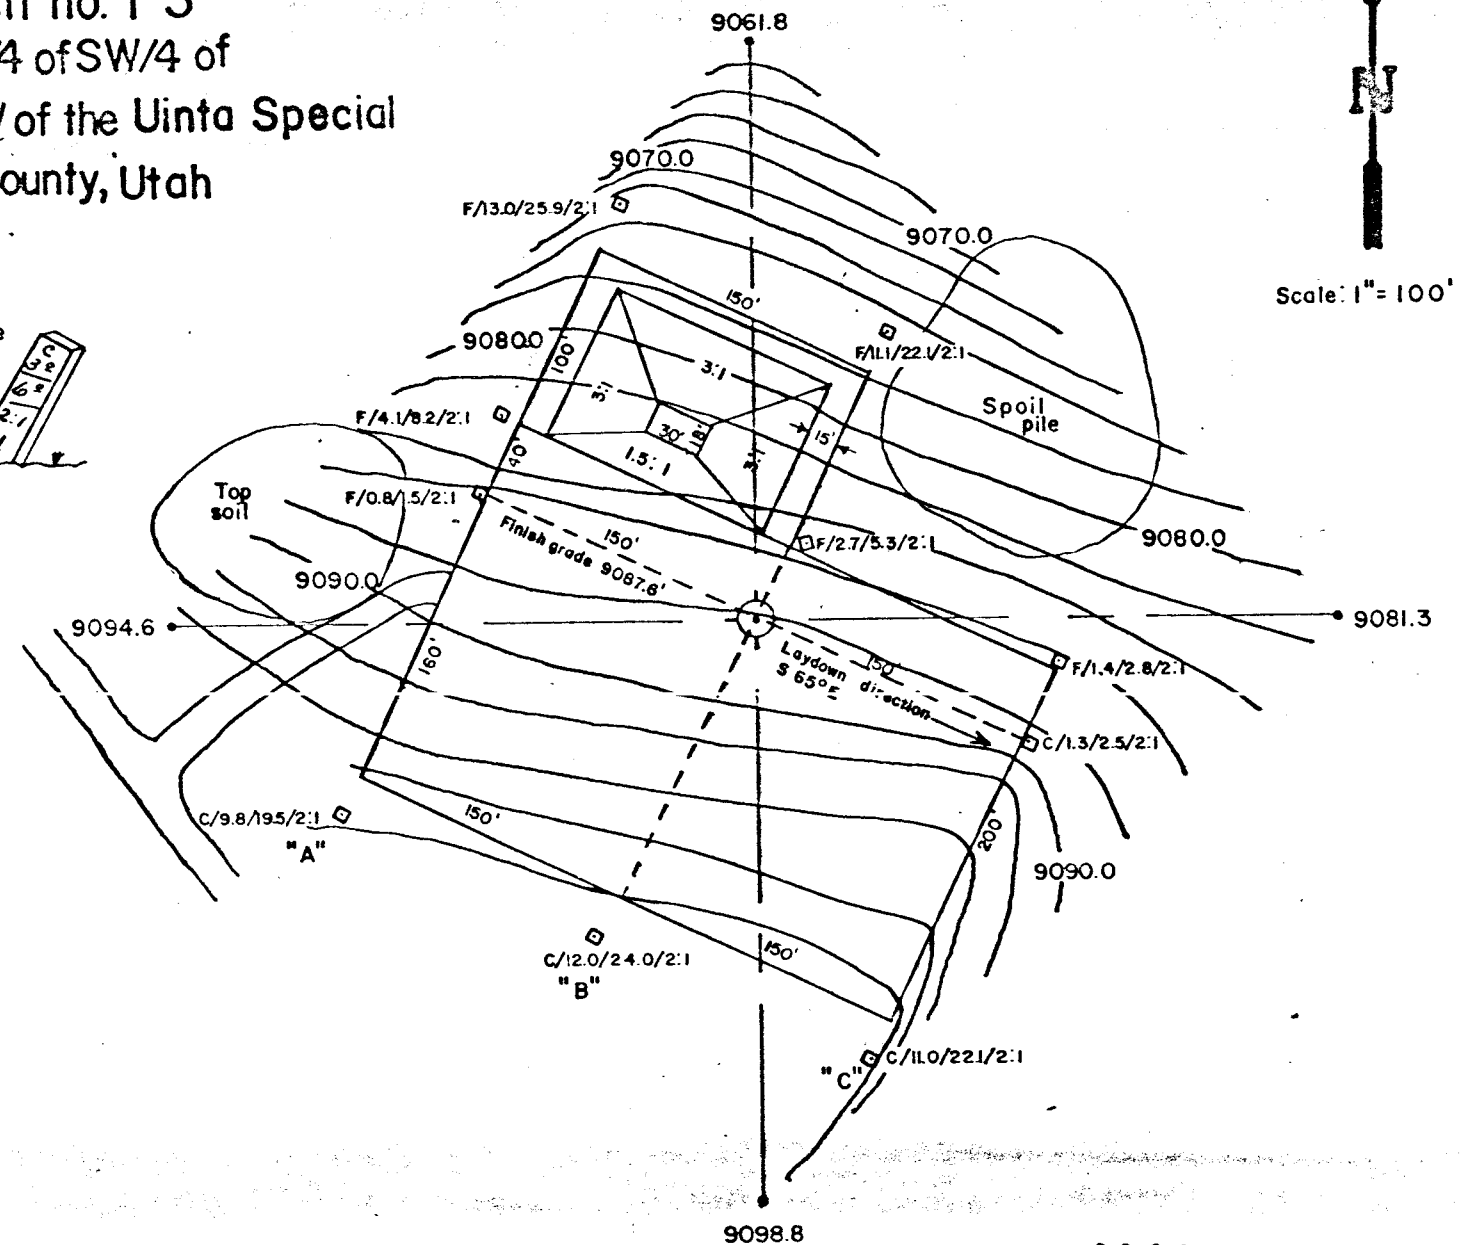 no. 1-3
/4 of SW/4 of
of the Uinta Special
ounty, Utah
9061.8
N
Scale: 1"= 100'
9070.0
F/13.0/25.9/2:1
9070.0
150'
C
2:1
9080.0
100'
F/11.1/22.1/2:1
3:1
3:1
Spoil
pile
F/4.1/8.2/2:1
40'
30'
18'
15'
1.5:1
3:1
Top
soil
F/0.8/1.5/2:1
150'
Finish grade 9087.8'
F/2.7/5.3/2:1
9080.0
9090.0
9094.6
9081.3
160'
Laydown direction
S 65° E
150'
F/1.4/2.8/2:1
C/1.3/2.5/2:1
C/9.8/19.5/2:1
"A"
150'
200'
9090.0
C/12.0/24.0/2:1
"B"
150'
C/11.0/22.1/2:1
"C"
9098.8